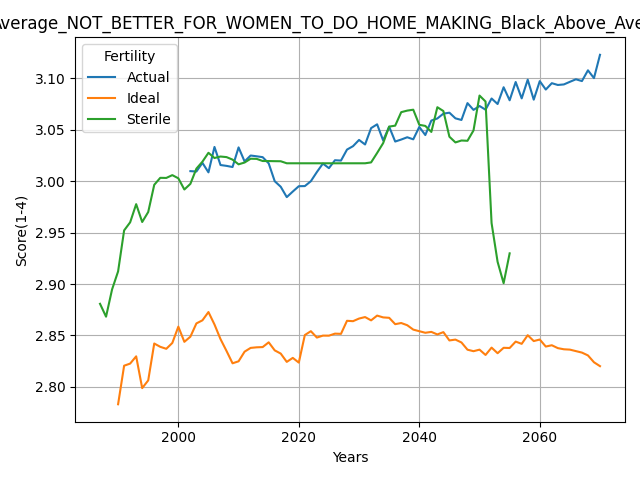 Average_NOT_BETTER_FOR_WOMEN_TO_DO_HOME_MAKING_Black_Above_Ave
Fertility
Actual
Ideal
Sterile
Score(1-4)
3.10
3.05
3.00
2.95
2.90
2.85
2.80
2000 2020 2040 2060
Years